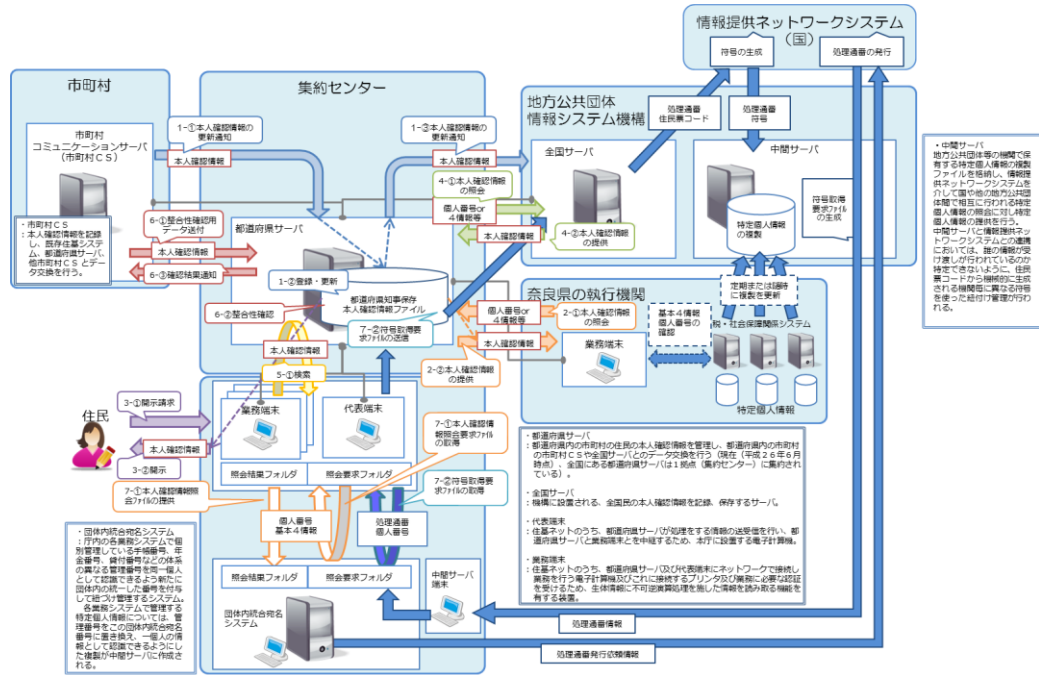 情報提供ネットワークシステム
（国）
符号の生成
処理通番の発行
市町村
市町村
コミュニケーションサーバ
（市町村ＣＳ）
・市町村ＣＳ
：本人確認情報を記録
し、既存住基システ
ム、都道府県サーバ、
他市町村ＣＳとデー
タ交換を行う。
集約センター
1-①本人確認情報の
更新通知
本人確認情報
1-③本人確認情報の
更新通知
本人確認情報
4-①本人確認情報
の照会
個人番号or
４情報等
本人確認情報
4-②本人確認情報
の提供
6-①整合性確認用
データ送付
本人確認情報
6-③確認結果通知
都道府県サーバ
1-②登録・更新
都道府県知事保存
本人確認情報ファイル
6-②整合性確認
7-②符号取得要
求ファイルの送信
本人確認情報
5-①検索
個人番号or
４情報等
2-①本人確認情報
の照会
本人確認情報
2-②本人確認情報
の提供
地方公共団体
情報システム機構
処理通番
住民票コード
処理通番
符号
全国サーバ
中間サーバ
特定個人情報
の複製
符号取得
要求ファイル
の生成
・中間サーバ
地方公共団体等の機関で保
有する特定個人情報の複製
ファイルを格納し、情報提
供ネットワークシステムを介
して国や他の地方公共団
体間で相互に行われる特定
個人情報の照会に対し特定
個人情報の提供を行う。
中間サーバと情報提供ネッ
トワークシステムとの連携
においては、誰の情報が受
け渡しが行われているのか
特定できないように、住民
票コードから機械的に生成
される機関毎に異なる符号
を使った紐付け管理が行わ
れる。
奈良県の執行機関
定期または随時
に複製を更新
基本４情報
個人番号の
確認
税・社会保障関係システム
業務端末
特定個人情報
住民
3-①開示請求
本人確認情報
3-②開示
業務端末
代表端末
照会結果フォルダ
照会要求フォルダ
7-①本人確認情
報照会要求ファイル
の取得
7-②符号取得要
求ファイルの取得
7-①本人確認情報照
会ファイルの提供
個人番号
基本４情報
処理通番
個人番号
・都道府県サーバ
：都道府県内の市町村の住民の本人確認情報を管理し、都道府県内の市町村
の市町村ＣＳや全国サーバとのデータ交換を行う（現在（平成２６年６月
時点）、全国にある都道府県サーバは１拠点（集約センター）に集約され
ている）。
・全国サーバ
：機構に設置される、全国民の本人確認情報を記録、保存するサーバ。
・代表端末
：住基ネットのうち、都道府県サーバが処理をする情報の送受信を行い、都
道府県サーバと業務端末とを中継するため、本庁に設置する電子計算機。
・業務端末
：住基ネットのうち、都道府県サーバ及び代表端末にネットワークで接続し
業務を行う電子計算機及びこれに接続するプリンタ及び業務に必要な認証
を受けるため、生体情報に不可逆演算処理を施した情報を読み取る機能を
有する装置。
・団体内統合宛名システム
：庁内の各業務システムで個
別管理している手帳番号、年
金番号、貸付番号などの体系
の異なる管理番号を同一個人
として認識できるよう新たに
団体内の統一した番号を付与
して紐づけ管理するシステム。
各業務システムで管理する
特定個人情報については、管
理番号をこの団体内統合宛名
番号に置き換え、一個人の情
報として認識できるようにし
た複製が中間サーバに作成さ
れる。
照会結果フォルダ
照会要求フォルダ
団体内統合宛名
システム
中間サーバ
端末
処理通番情報
処理通番発行依頼情報